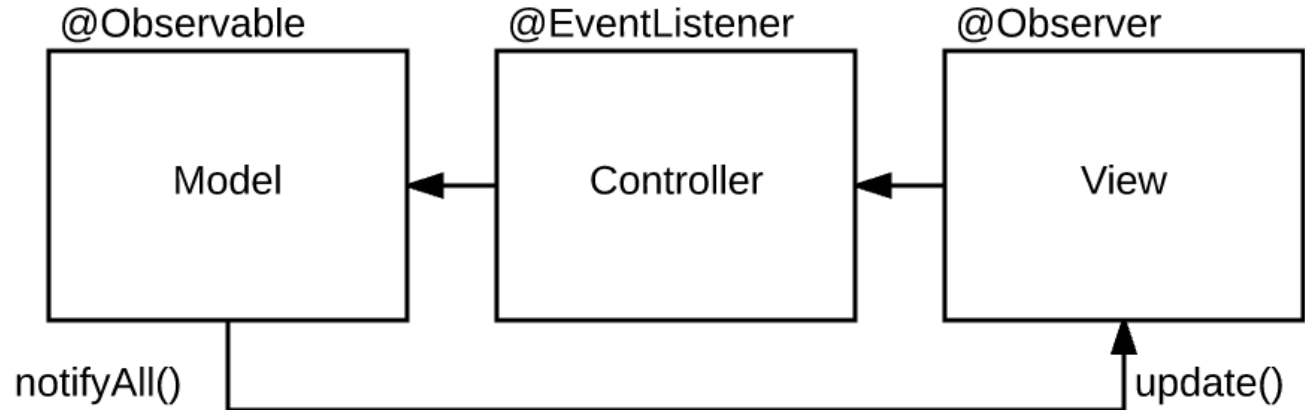 @Observable
@EventListener
@Observer
Model
Controller
View
notifyAll()
update()